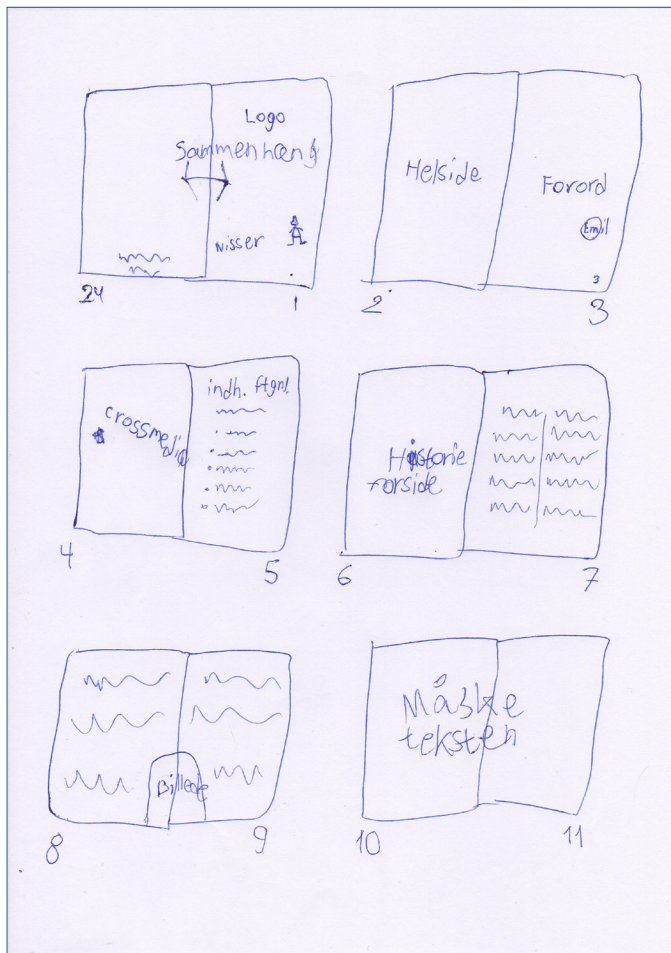 Logo
Sammenhæng
Nisser
24
1
Helside
Forord
Emil
3
2
3
crossmedia
indh. ftgnl.
4
5
Historie
forside
6
7
Billede
8
9
Måske
teksten
10
11